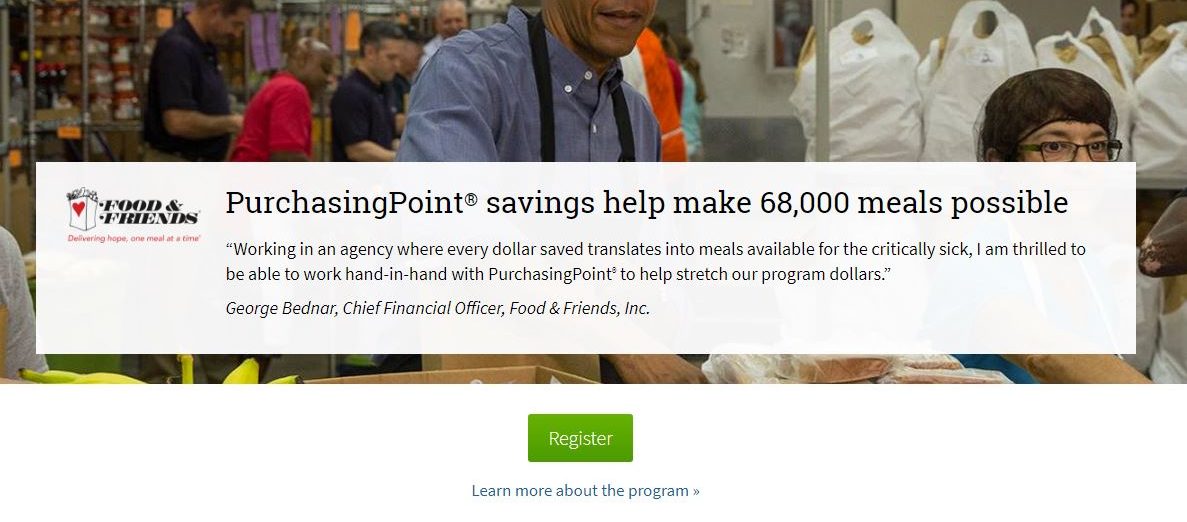 FOOD &
FRIENDS
Delivering hope, one meal at a time
PurchasingPoint® savings help make 68,000 meals possible
“Working in an agency where every dollar saved translates into meals available for the critically sick, I am thrilled to
be able to work hand-in-hand with PurchasingPoint® to help stretch our program dollars.”
George Bednar, Chief Financial Officer, Food & Friends, Inc.
Register
Learn more about the program »